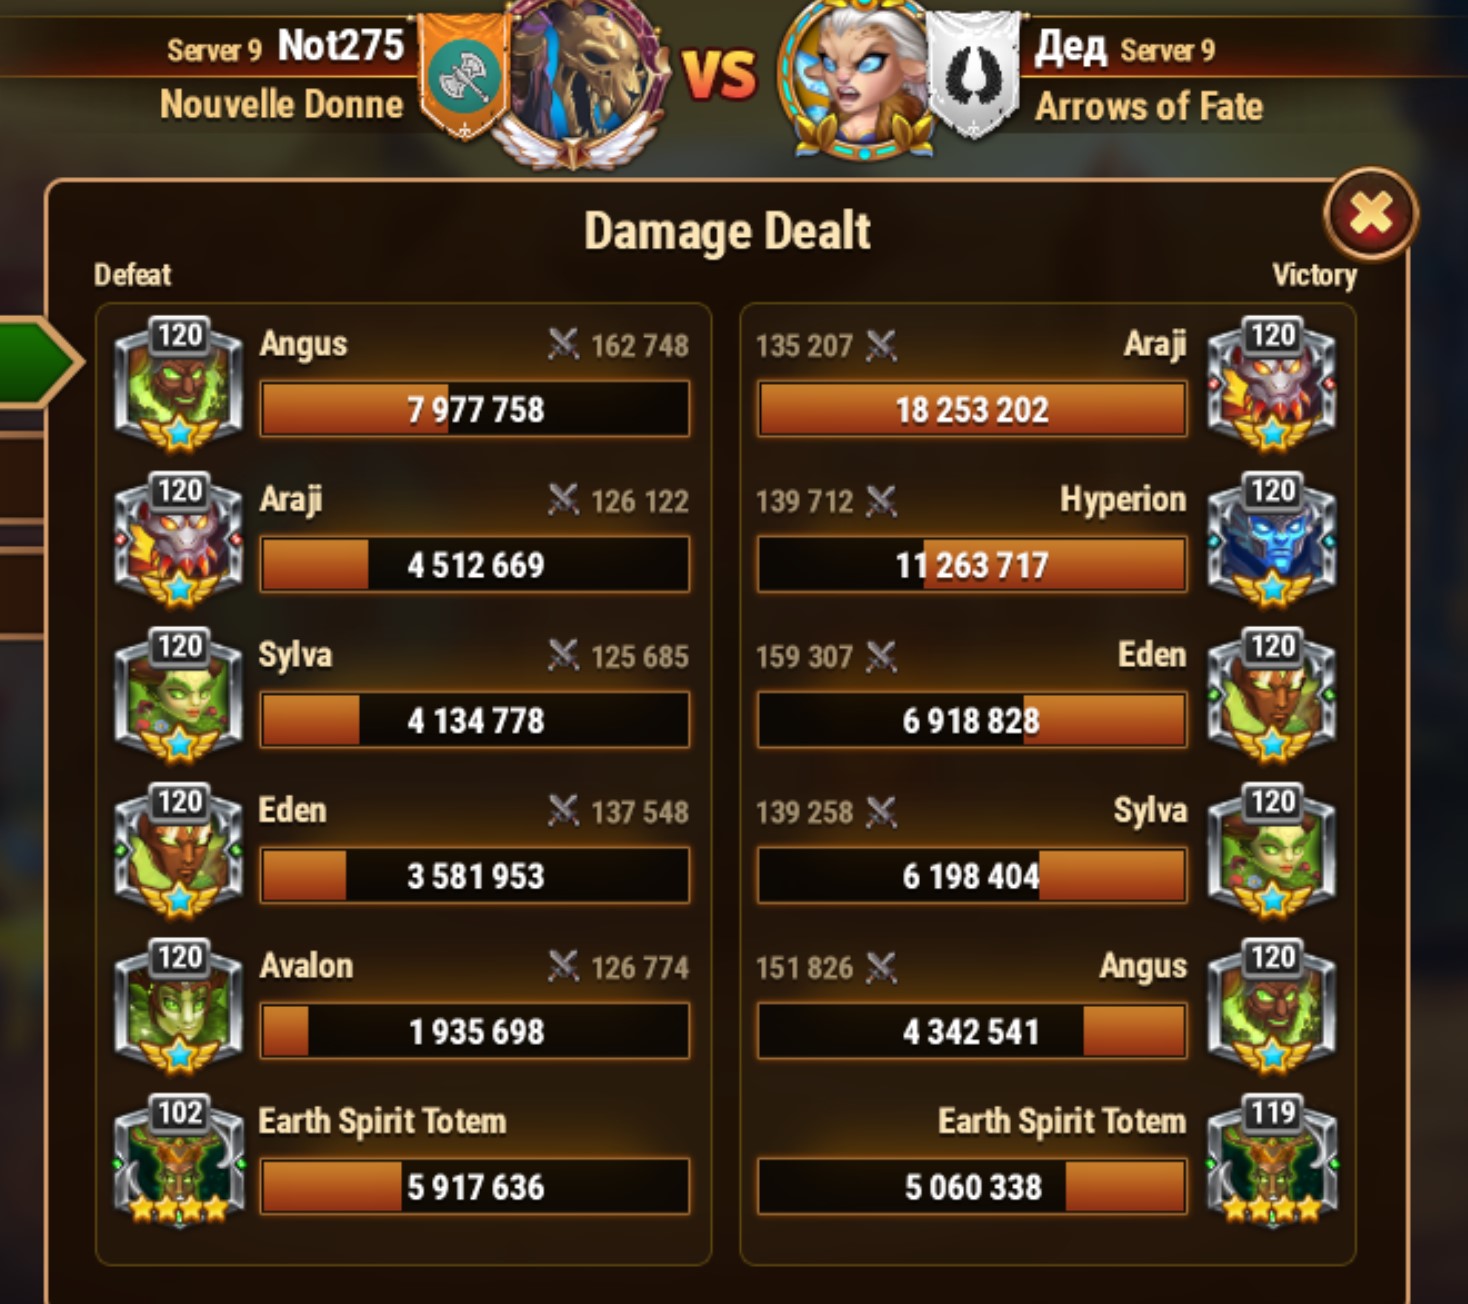 Server 9 Not275
Nouvelle Donne
VS
Дед Server 9
Arrows of Fate
Damage Dealt
Defeat
Victory
120 Angus 162 748
7 977 758
135 207 Araji 120
18 253 202
120 Araji 126 122
4 512 669
139 712 Hyperion 120
11 263 717
120 Sylva 125 685
4 134 778
159 307 Eden 120
6 918 828
120 Eden 137 548
3 581 953
139 258 Sylva 120
6 198 404
120 Avalon 126 774
1 935 698
151 826 Angus 120
4 342 541
102 Earth Spirit Totem
5 917 636
Earth Spirit Totem 119
5 060 338